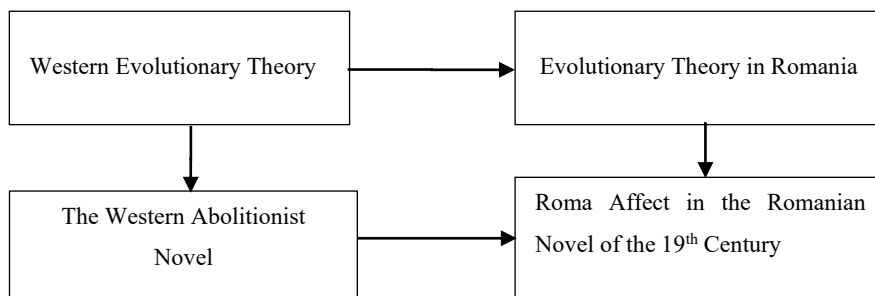 Western Evolutionary Theory
Evolutionary Theory in Romania
The Western Abolitionist
Novel
Roma Affect in the Romanian
Novel of the 19th Century